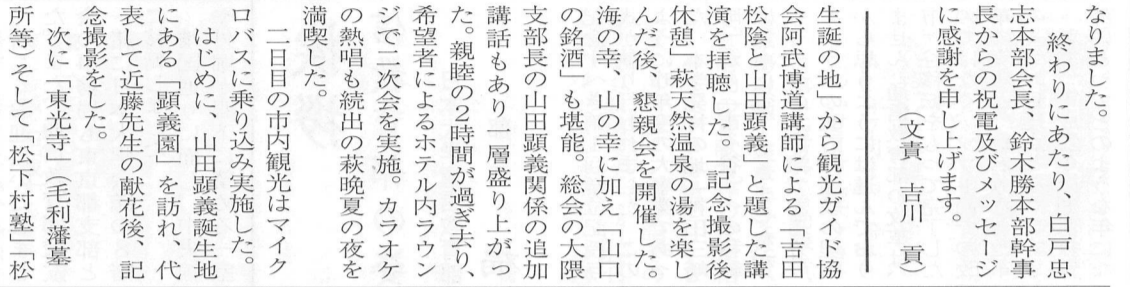 なりました。
終わりにあたり、白戸忠
志本部会長、鈴木勝本部幹事
長からの祝電及びメッセージ
に感謝を申し上げます。
（文責　吉川　貢）
生誕の地」から観光ガイド協
会阿武博道講師による「吉田
松陰と山田顕義」と題した講
演を拝聴した。「記念撮影後
休憩」萩天然温泉の湯を楽し
んだ後、懇親会を開催した。
海の幸、山の幸に加え「山口
の銘酒」も堪能。総会の大隈
支部長の山田顕義関係の追加
講話もあり一層盛り上がっ
た。親睦の2時間が過ぎ去り、
希望者によるホテル内ラウン
ジで二次会を実施。カラオケ
の熱唱も続出の萩晩夏の夜を
満喫した。
二日目の市内観光はマイク
ロバスに乗り込み実施した。
はじめに、山田顕義誕生地
にある「顕義園」を訪れ、代
表して近藤先生の献花後、記
念撮影をした。
次に「東光寺」（毛利藩墓
所等）そして「松下村塾」「松